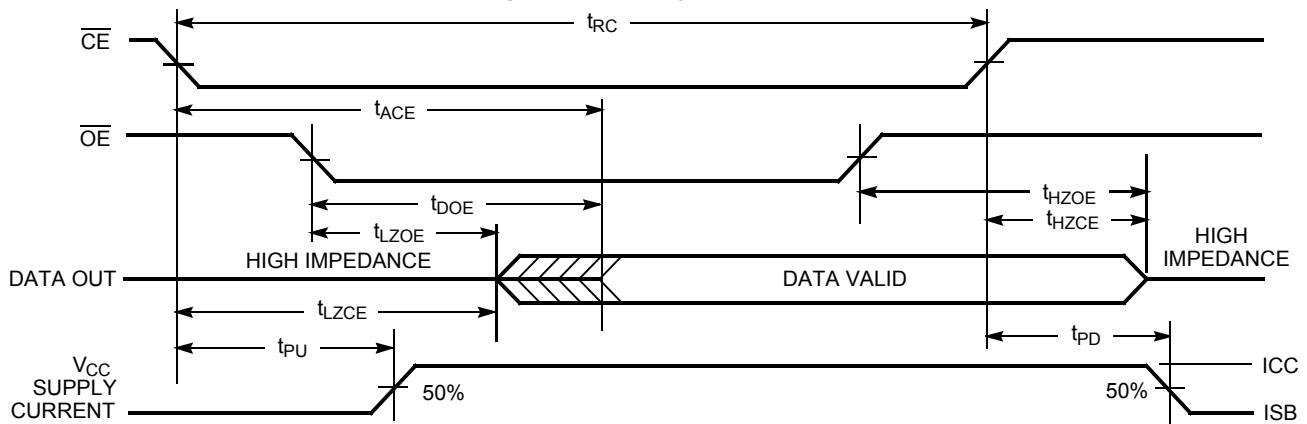 tRC
CE
tACE
OE
tDOE
tHZOE
tLZOE
tHZCE
HIGH IMPEDANCE
HIGH
IMPEDANCE
DATA OUT
DATA VALID
tLZCE
tPU
tPD
VCC
SUPPLY
CURRENT
50%
50%
ICC
ISB